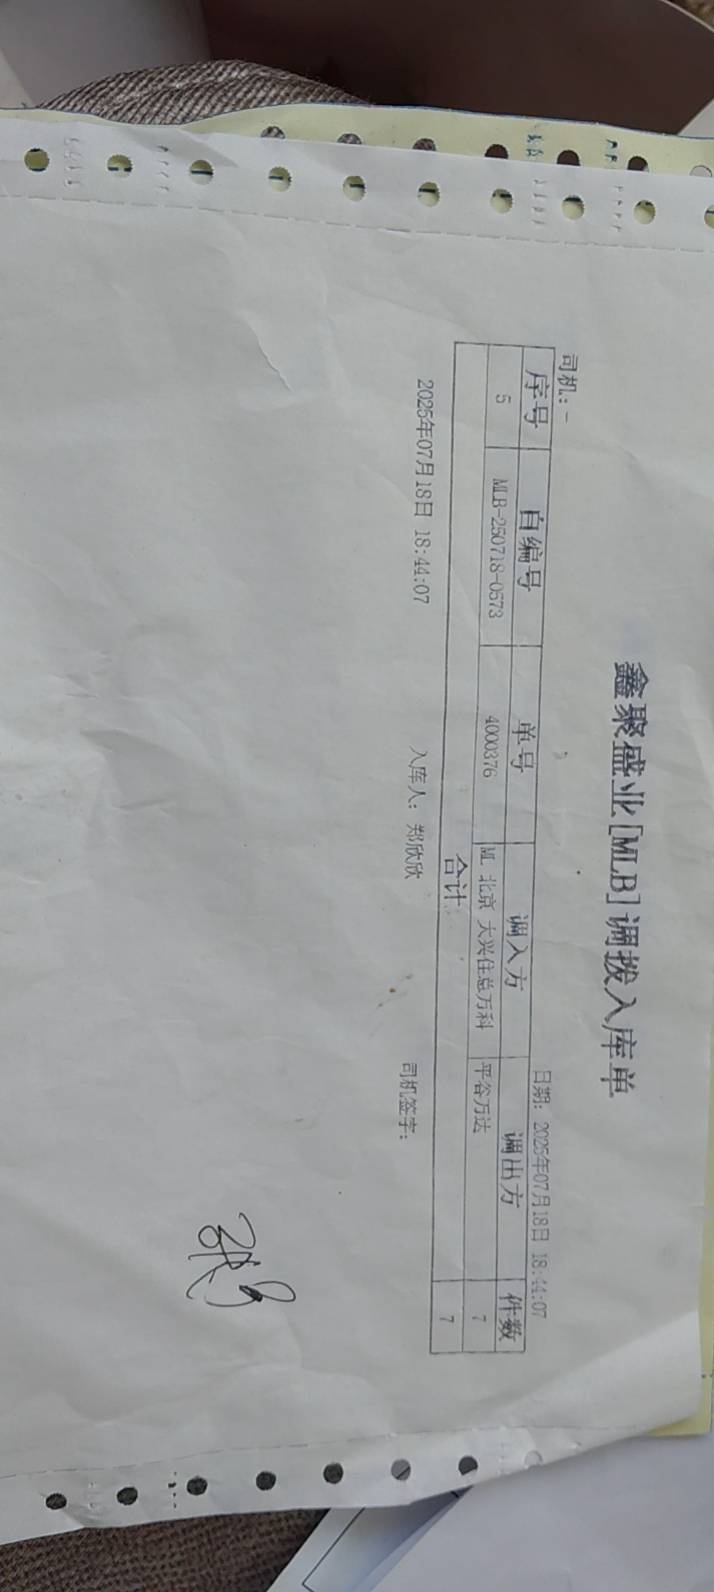 鑫聚盛业[MLB]调拨入库单
司机:- 日期: 2025年07月18日 18:44:07
序号 自编号 单号 调入方 调出方 件数
5 MLB-250718-0573 4000376 ML 北京 大兴住总万科 平谷万达 7
合计 7
2025年07月18日 18:44:07 入库人: 郑欣欣 司机签字: